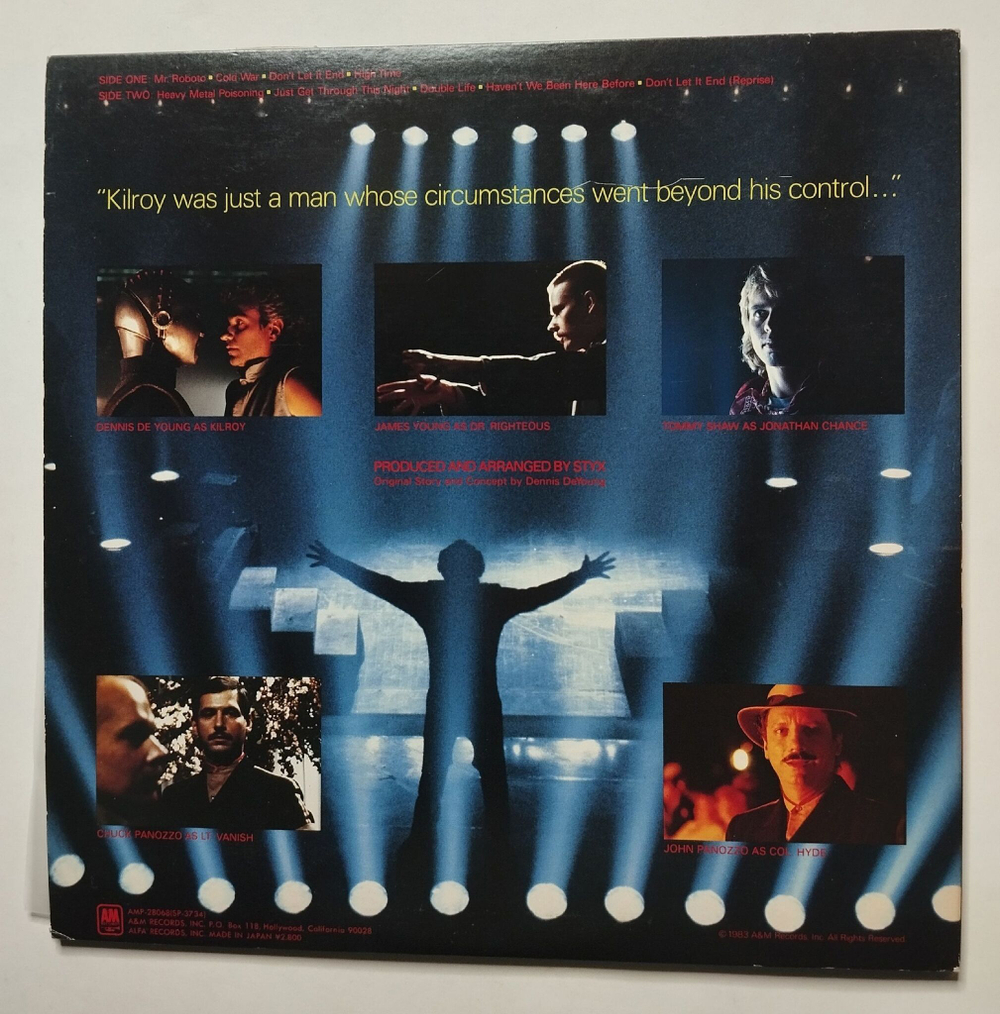 SIDE ONE: Mr. Roboto ▪ Cold War ▪ Don't Let It End ▪ High Time
SIDE TWO: Heavy Metal Poisoning ▪ Just Get Through This Night ▪ Double Life ▪ Haven't We Been Here Before ▪ Don't Let It End (Reprise)
“Kilroy was just a man whose circumstances went beyond his control...”
DENNIS DE YOUNG AS KILROY
JAMES YOUNG AS DR. RIGHTEOUS
TOMMY SHAW AS JONATHAN CHANCE
PRODUCED AND ARRANGED BY STYX
Original Story and Concept by Dennis DeYoung
CHUCK PANOZZO AS LT. VANISH
JOHN PANOZZO AS COL. HYDE
AM
AMP-28068(SP-3734)
A&M RECORDS, INC. P.O. Box 118, Hollywood, California 90028
ALFA RECORDS, INC. MADE IN JAPAN ¥2,800
©1983 A&M Records, Inc. All Rights Reserved.